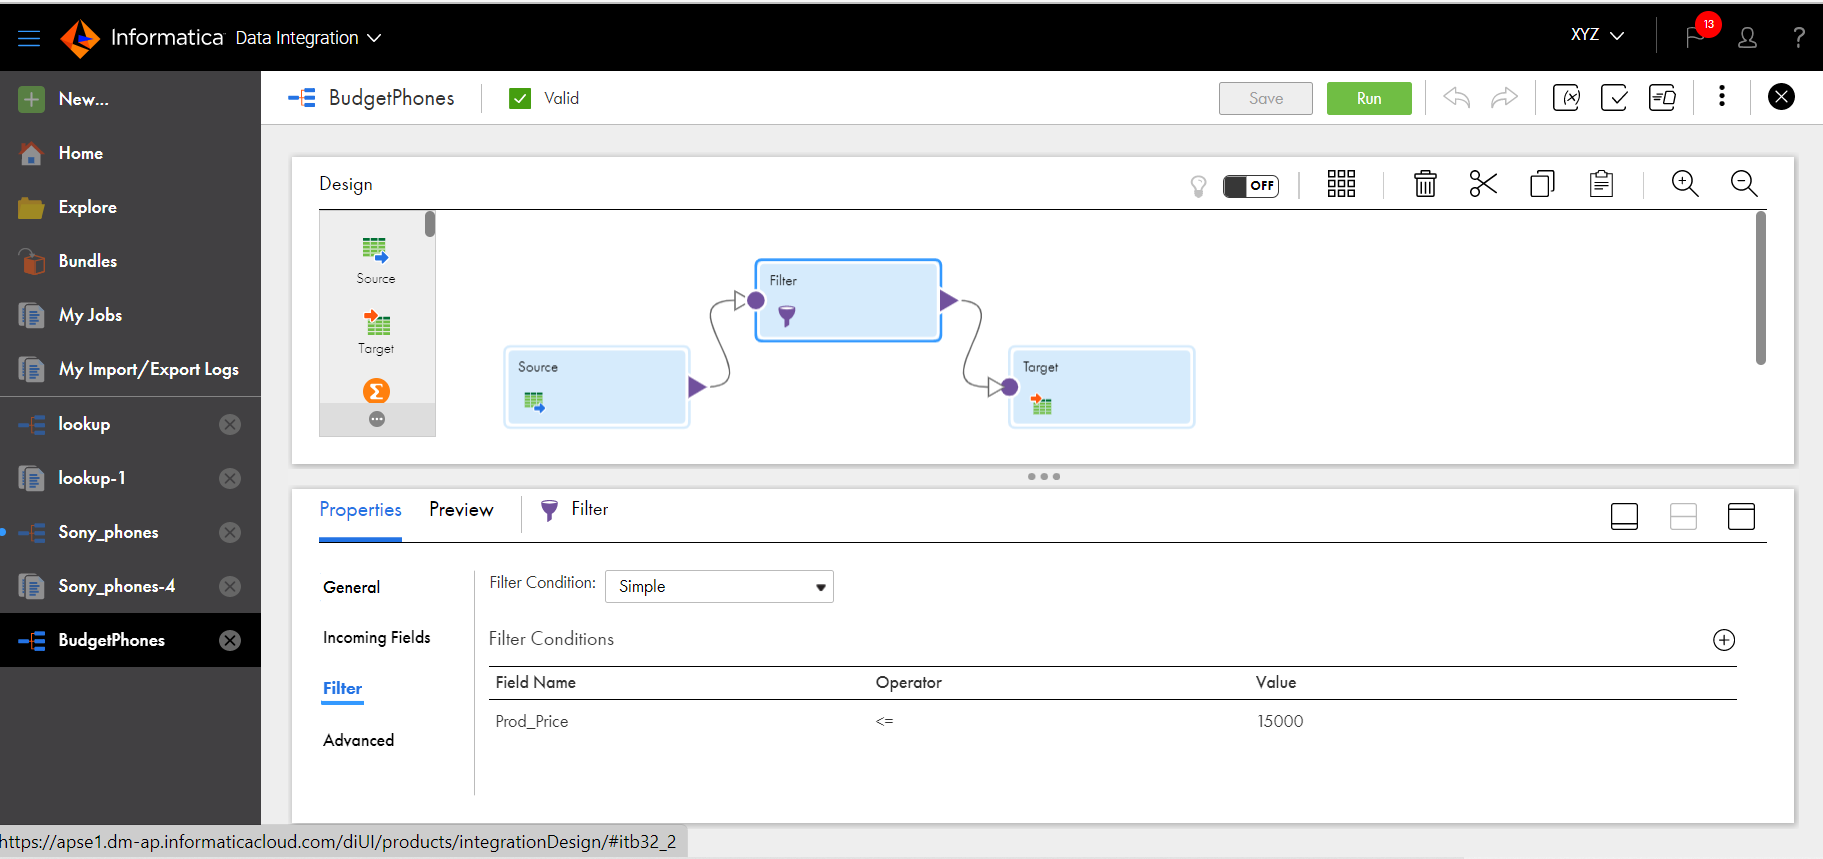 Informatica Data Integration
XYZ
13
?
New...
Home
Explore
Bundles
My Jobs
My Import/Export Logs
lookup
lookup-1
Sony_phones
Sony_phones-4
BudgetPhones
BudgetPhones
Valid
Save
Run
Design
OFF
Source
Target
Source
Filter
Target
Properties
Preview
Filter
General
Incoming Fields
Filter
Advanced
Filter Condition: Simple
Filter Conditions
Field Name Operator Value
Prod_Price <= 15000
https://apse1.dm-ap.informaticacloud.com/diUI/products/integrationDesign/#itb32_2